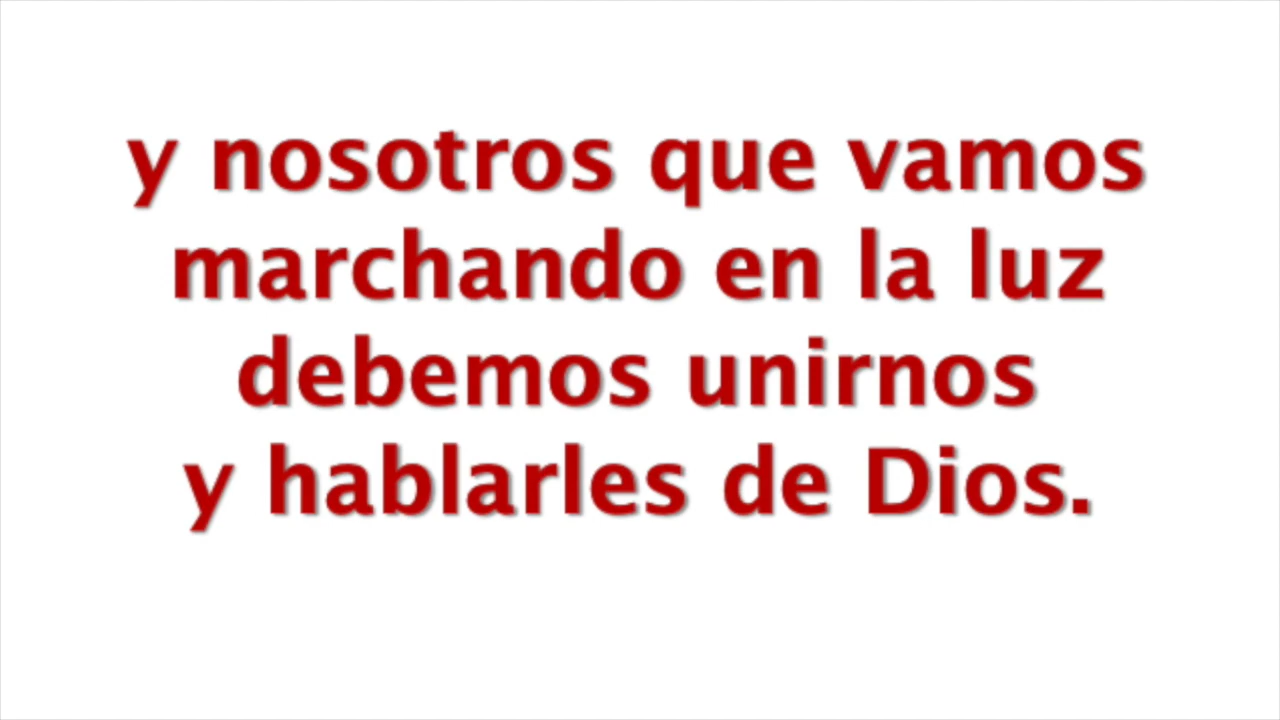 y nosotros que vamos
marchando en la luz
debemos unirnos
y hablarles de Dios.